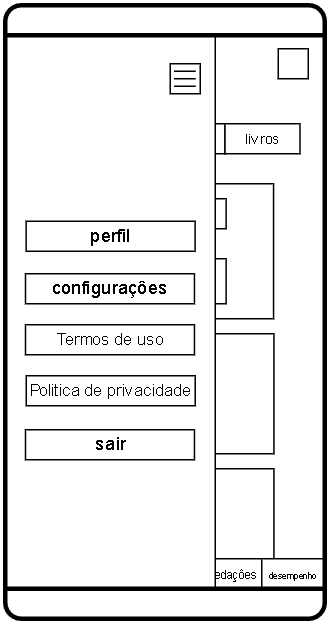 livros
perfil
configurações
Termos de uso
Politica de privacidade
sair
edações
desempenho